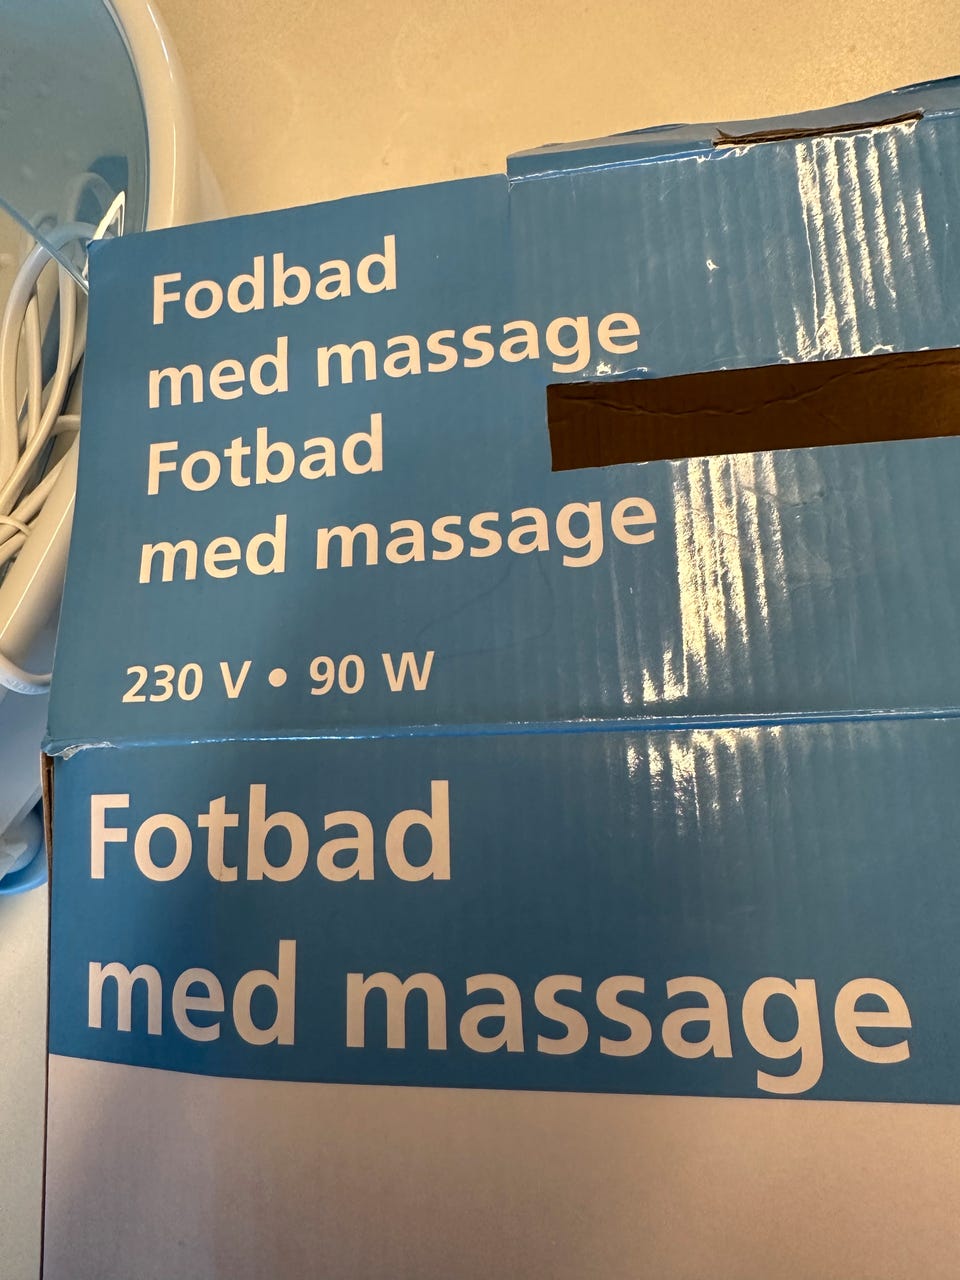 Fodbad
med massage
Fotbad
med massage
230 V • 90 W
Fotbad
med massage